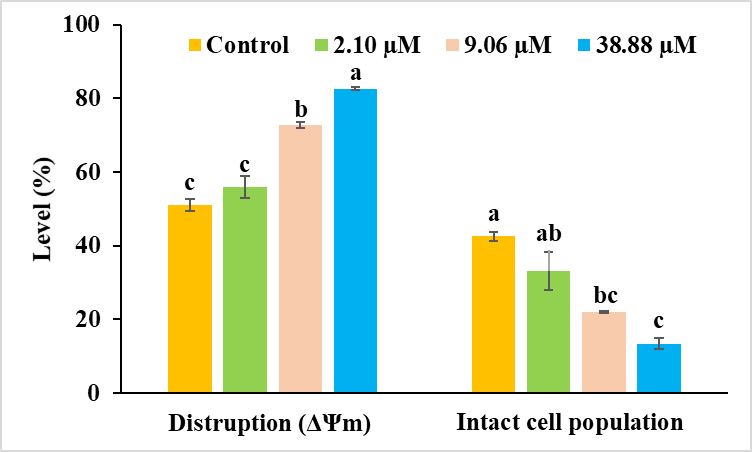 100
80
60
40
20
0
Level (%)
Control
2.10 µM
9.06 µM
38.88 µM
c
c
b
a
a
ab
bc
c
Distruption (ΔΨm)
Intact cell population